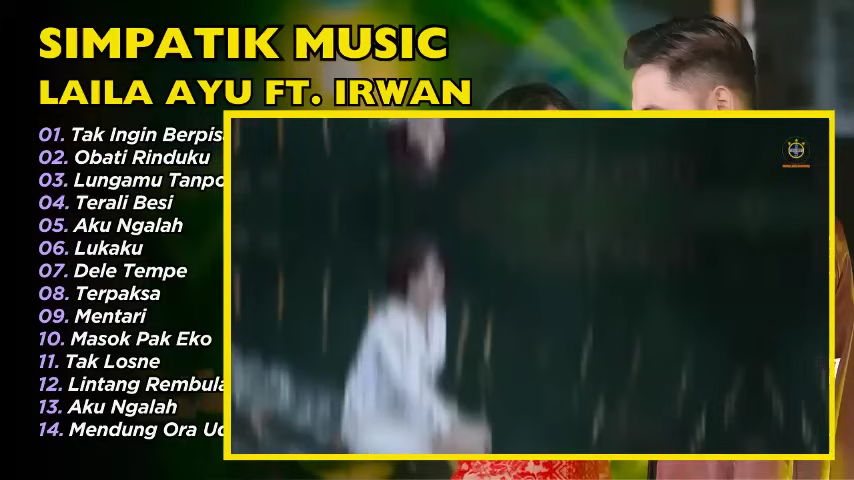 SIMPATIK MUSIC
LAILA AYU FT. IRWAN
01. Tak Ingin Berpis
02. Obati Rinduku
03. Lungamu Tanpo
04. Terali Besi
05. Aku Ngalah
06. Lukaku
07. Dele Tempe
08. Terpaksa
09. Mentari
10. Masok Pak Eko
11. Tak Losne
12. Lintang Rembula
13. Aku Ngalah
14. Mendung Ora Ud